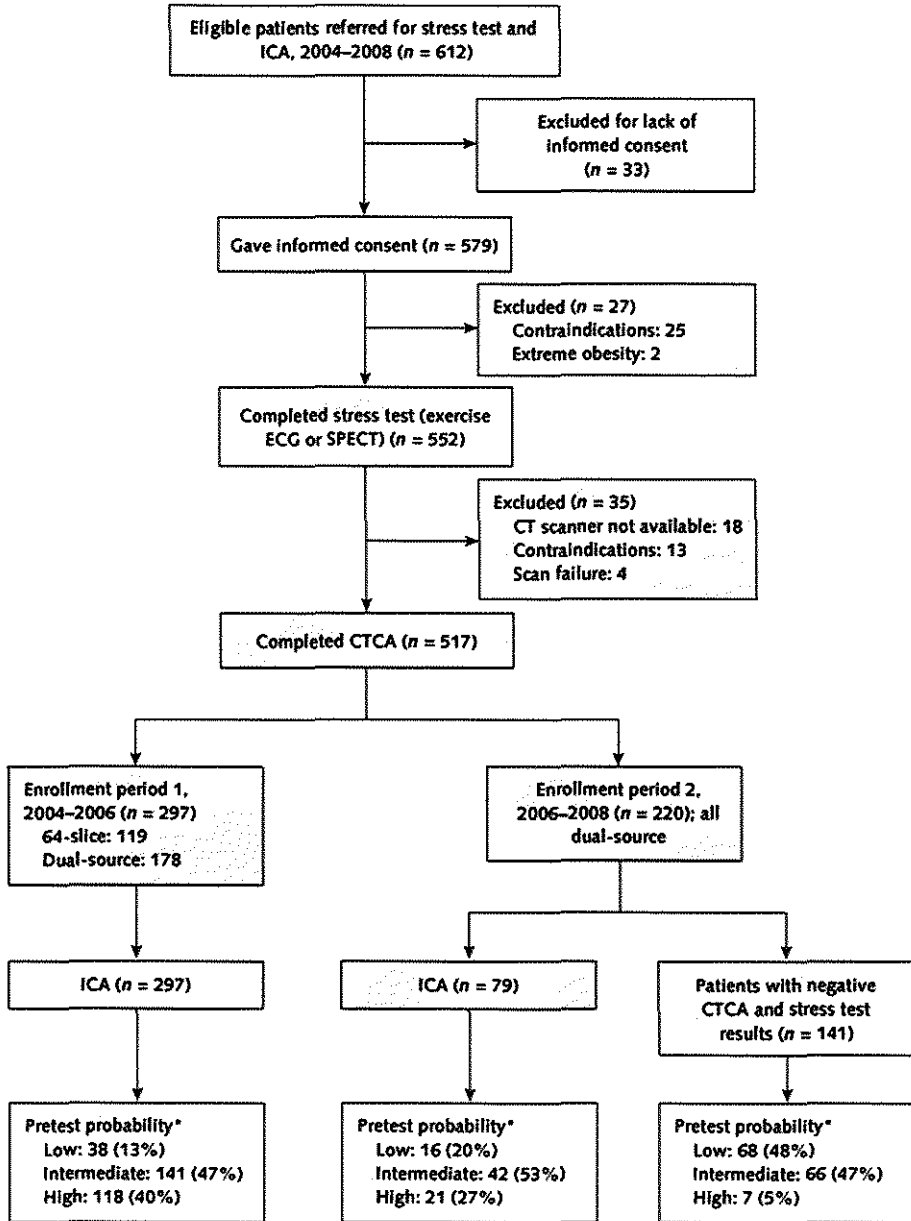 Eligible patients referred for stress test and
ICA, 2004–2008 (n = 612)
Excluded for lack of
informed consent
(n = 33)
Gave informed consent (n = 579)
Excluded (n = 27)
Contraindications: 25
Extreme obesity: 2
Completed stress test (exercise
ECG or SPECT) (n = 552)
Excluded (n = 35)
CT scanner not available: 18
Contraindications: 13
Scan failure: 4
Completed CTCA (n = 517)
Enrollment period 1,
2004–2006 (n = 297)
64-slice: 119
Dual-source: 178
Enrollment period 2,
2006–2008 (n = 220); all
dual-source
ICA (n = 297)
ICA (n = 79)
Patients with negative
CTCA and stress test
results (n = 141)
Pretest probability*
Low: 38 (13%)
Intermediate: 141 (47%)
High: 118 (40%)
Pretest probability*
Low: 16 (20%)
Intermediate: 42 (53%)
High: 21 (27%)
Pretest probability*
Low: 68 (48%)
Intermediate: 66 (47%)
High: 7 (5%)